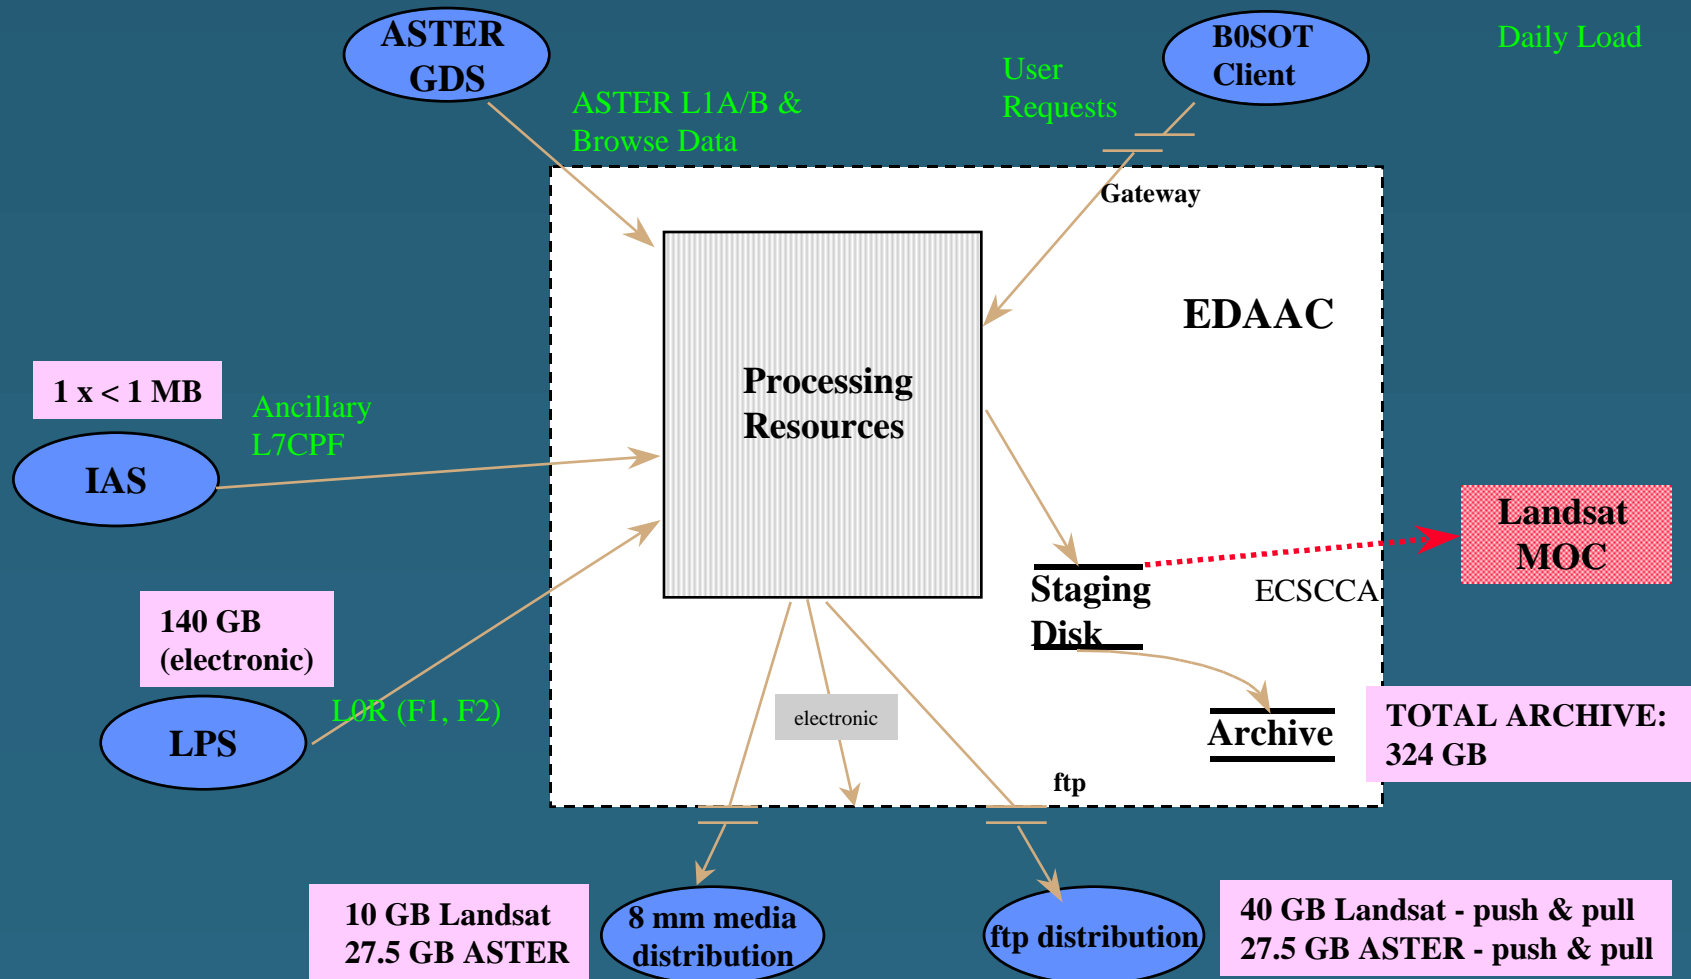 ASTER
GDS
B0SOT
Client
Daily Load
User
Requests
ASTER L1A/B &
Browse Data
Gateway
EDAAC
Processing
Resources
1 x < 1 MB
Ancillary
L7CPF
IAS
Landsat
MOC
Staging
Disk
ECSCCA
140 GB
(electronic)
L0R (F1, F2)
LPS
electronic
Archive
TOTAL ARCHIVE:
324 GB
ftp
10 GB Landsat
27.5 GB ASTER
8 mm media
distribution
ftp distribution
40 GB Landsat - push & pull
27.5 GB ASTER - push & pull